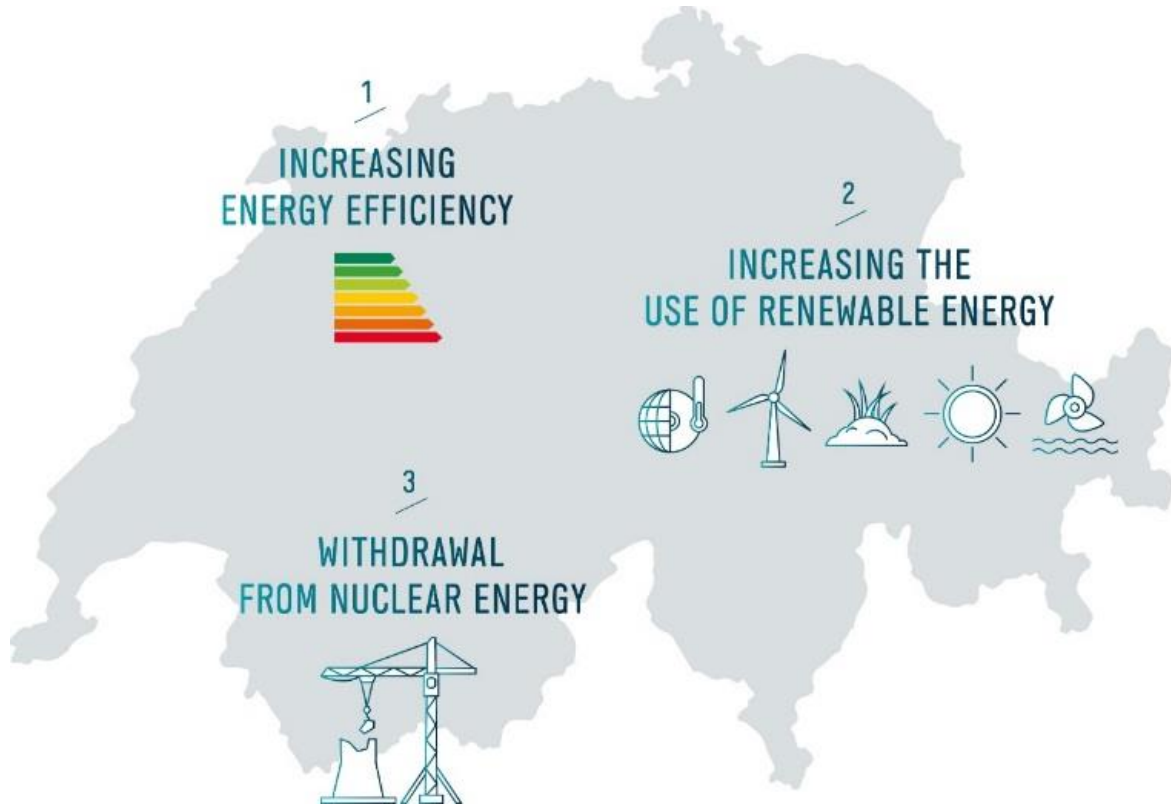 1
INCREASING
ENERGY EFFICIENCY
2
INCREASING THE
USE OF RENEWABLE ENERGY
3
WITHDRAWAL
FROM NUCLEAR ENERGY